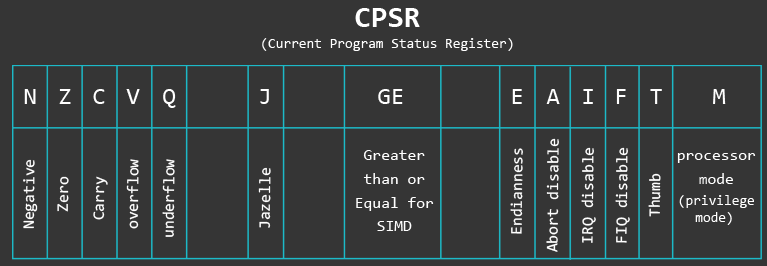 CPSR
(Current Program Status Register)
N Z C V Q J GE E A I F T M
Negative
Zero
Carry
overflow
underflow
Jazelle
Greater
than or
Equal for
SIMD
Endianness
Abort disable
IRQ disable
FIQ disable
Thumb
processor
mode
(privilege
mode)